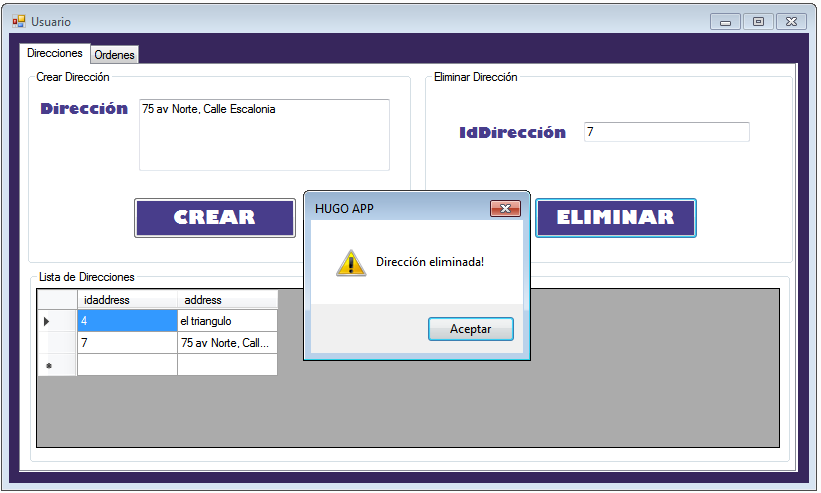 Usuario
Direcciones
Ordenes
Crear Dirección
Dirección
75 av Norte, Calle Escalonia
CREAR
Eliminar Dirección
IdDirección
7
ELIMINAR
HUGO APP
Dirección eliminada!
Aceptar
Lista de Direcciones
idaddress address
4 el triangulo
7 75 av Norte, Call...